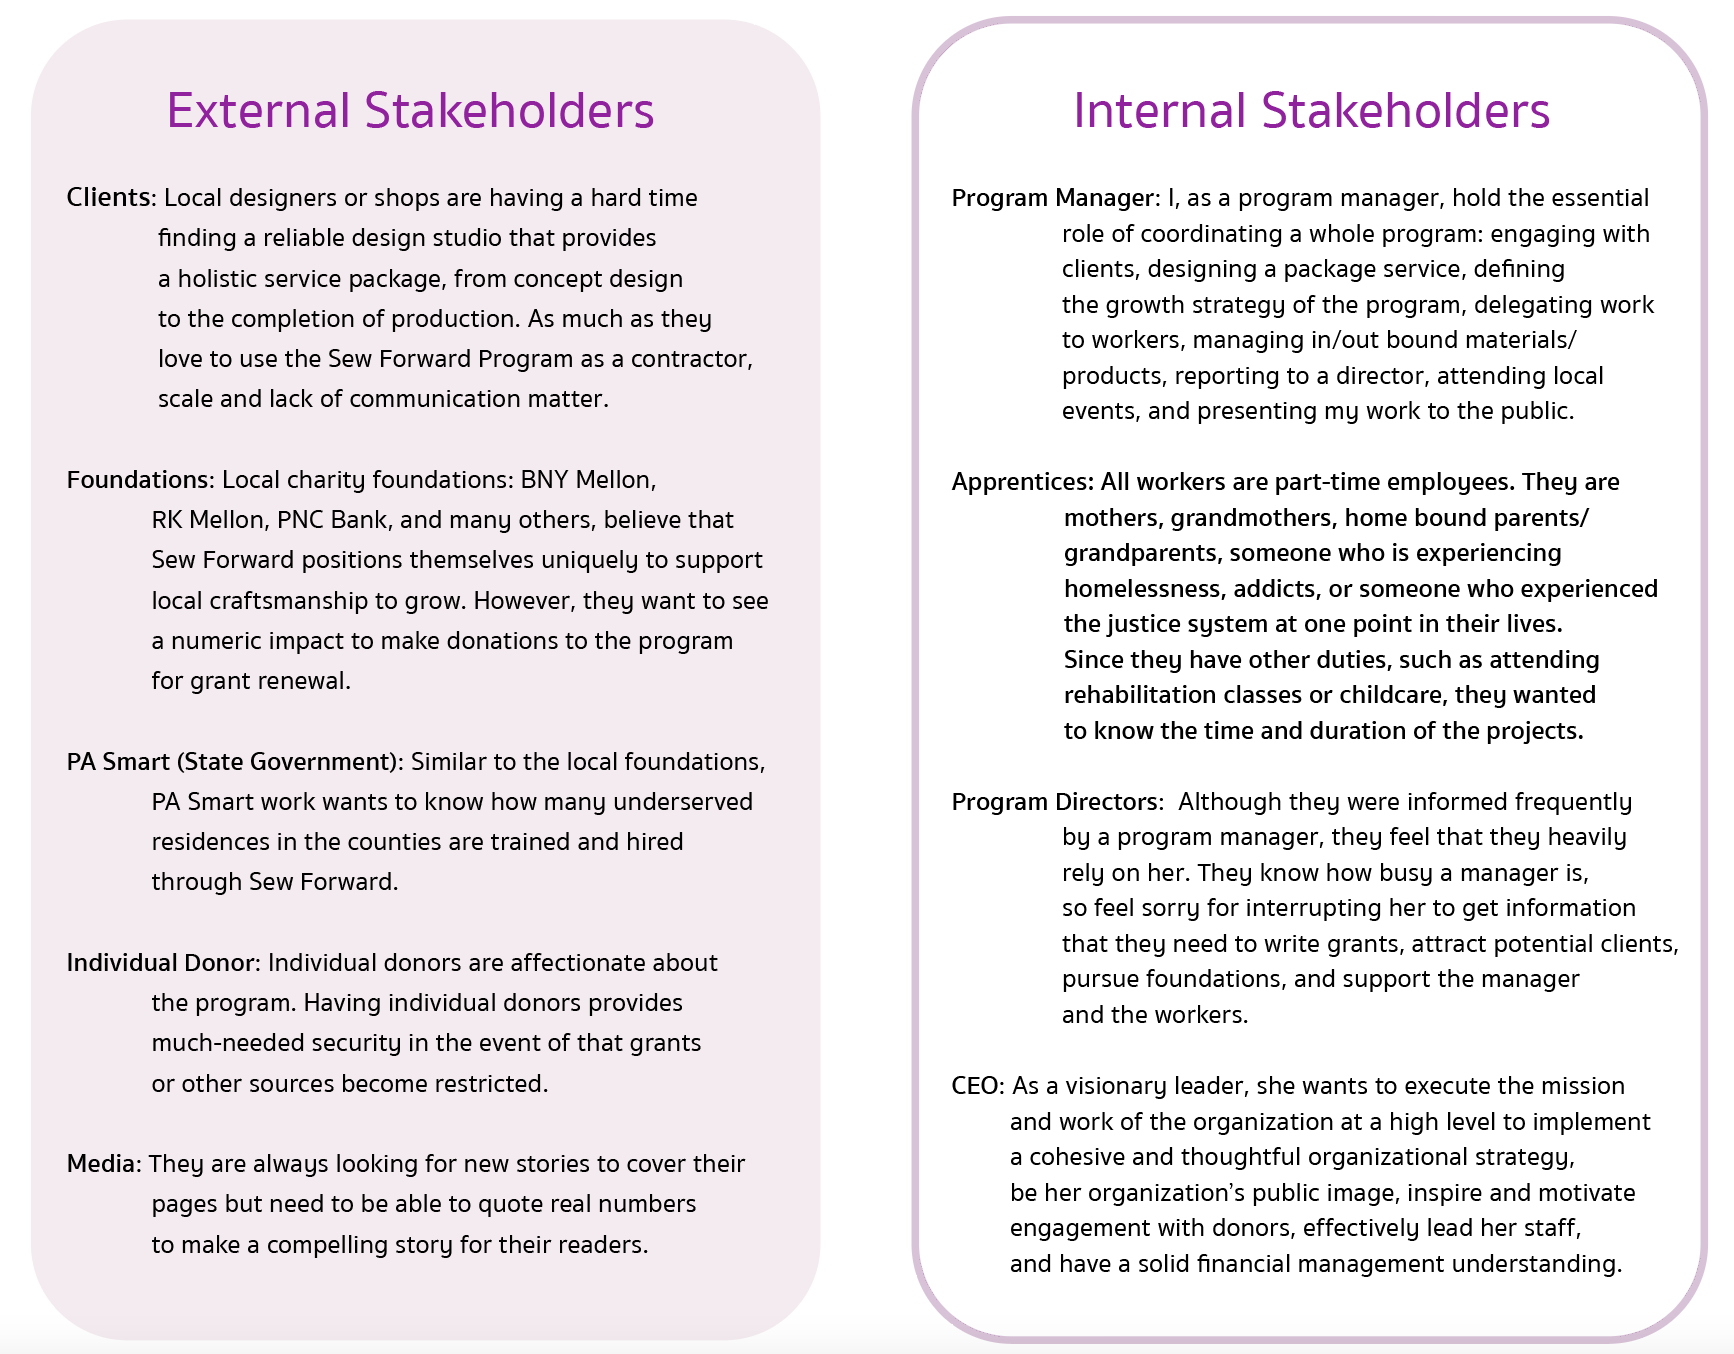 External Stakeholders
Clients: Local designers or shops are having a hard time
finding a reliable design studio that provides
a holistic service package, from concept design
to the completion of production. As much as they
love to use the Sew Forward Program as a contractor,
scale and lack of communication matter.
Foundations: Local charity foundations: BNY Mellon,
RK Mellon, PNC Bank, and many others, believe that
Sew Forward positions themselves uniquely to support
local craftsmanship to grow. However, they want to see
a numeric impact to make donations to the program
for grant renewal.
PA Smart (State Government): Similar to the local foundations,
PA Smart work wants to know how many underserved
residences in the counties are trained and hired
through Sew Forward.
Individual Donor: Individual donors are affectionate about
the program. Having individual donors provides
much-needed security in the event of that grants
or other sources become restricted.
Media: They are always looking for new stories to cover their
pages but need to be able to quote real numbers
to make a compelling story for their readers.
Internal Stakeholders
Program Manager: I, as a program manager, hold the essential
role of coordinating a whole program: engaging with
clients, designing a package service, defining
the growth strategy of the program, delegating work
to workers, managing in/out bound materials/
products, reporting to a director, attending local
events, and presenting my work to the public.
Apprentices: All workers are part-time employees. They are
mothers, grandmothers, home bound parents/
grandparents, someone who is experiencing
homelessness, addicts, or someone who experienced
the justice system at one point in their lives.
Since they have other duties, such as attending
rehabilitation classes or childcare, they wanted
to know the time and duration of the projects.
Program Directors: Although they were informed frequently
by a program manager, they feel that they heavily
rely on her. They know how busy a manager is,
so feel sorry for interrupting her to get information
that they need to write grants, attract potential clients,
pursue foundations, and support the manager
and the workers.
CEO: As a visionary leader, she wants to execute the mission
and work of the organization at a high level to implement
a cohesive and thoughtful organizational strategy,
be her organization’s public image, inspire and motivate
engagement with donors, effectively lead her staff,
and have a solid financial management understanding.